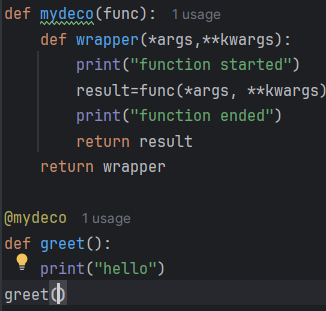 def mydeco(func): 1 usage
    def wrapper(*args,**kwargs):
        print("function started")
        result=func(*args, **kwargs)
        print("function ended")
        return result
    return wrapper

@mydeco 1 usage
def greet():
    print("hello")
greet()